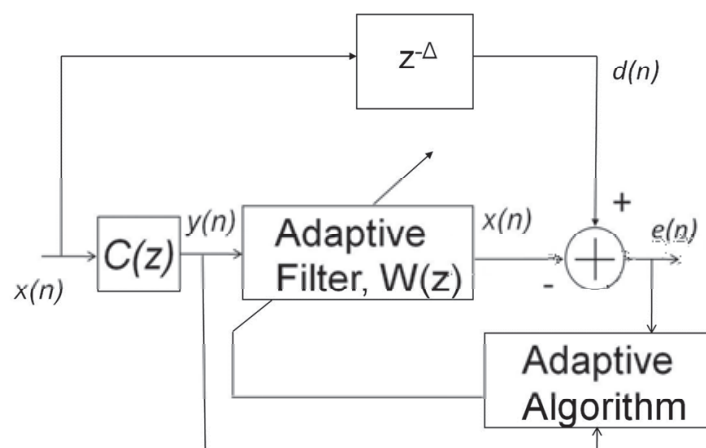 z-Δ
d(n)
+
y(n)
x(n)
e(n)
C(z)
Adaptive
Filter, W(z)
x(n)
-
Adaptive
Algorithm